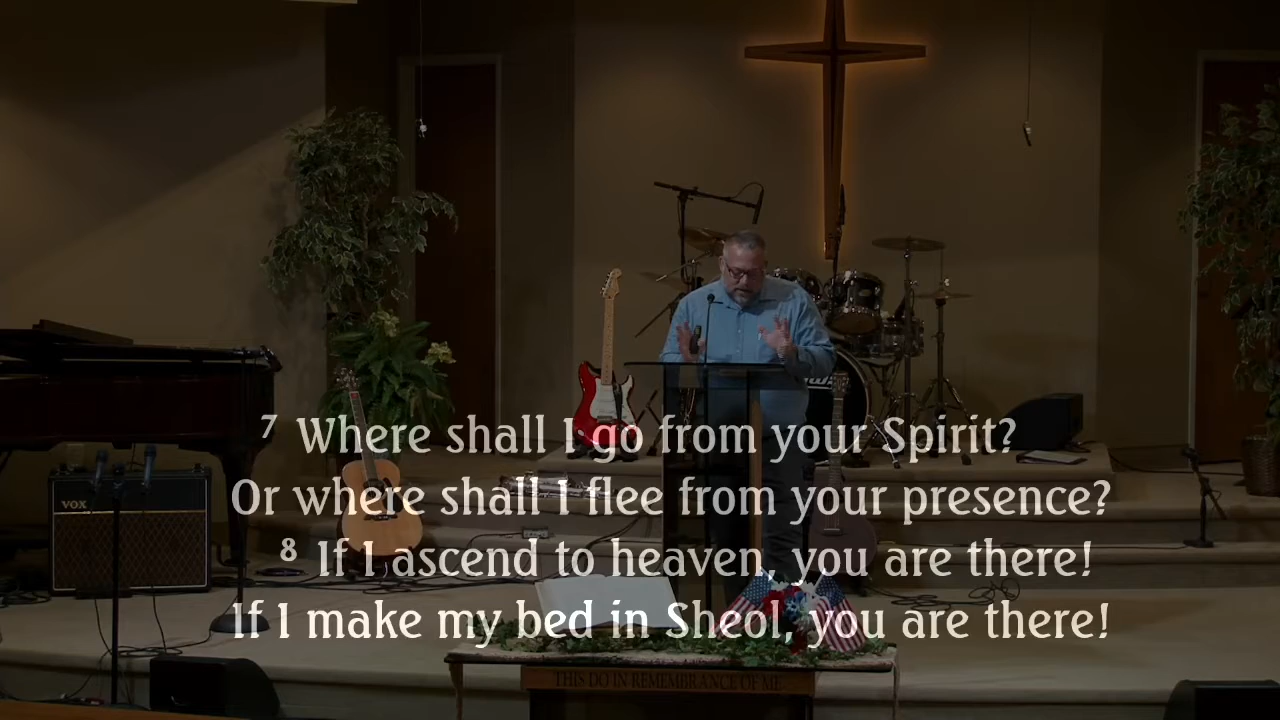 ⁷ Where shall I go from your Spirit?
Or where shall I flee from your presence?
⁸ If I ascend to heaven, you are there!
If I make my bed in Sheol, you are there!
VOX
THIS DO IN REMEMBRANCE OF ME